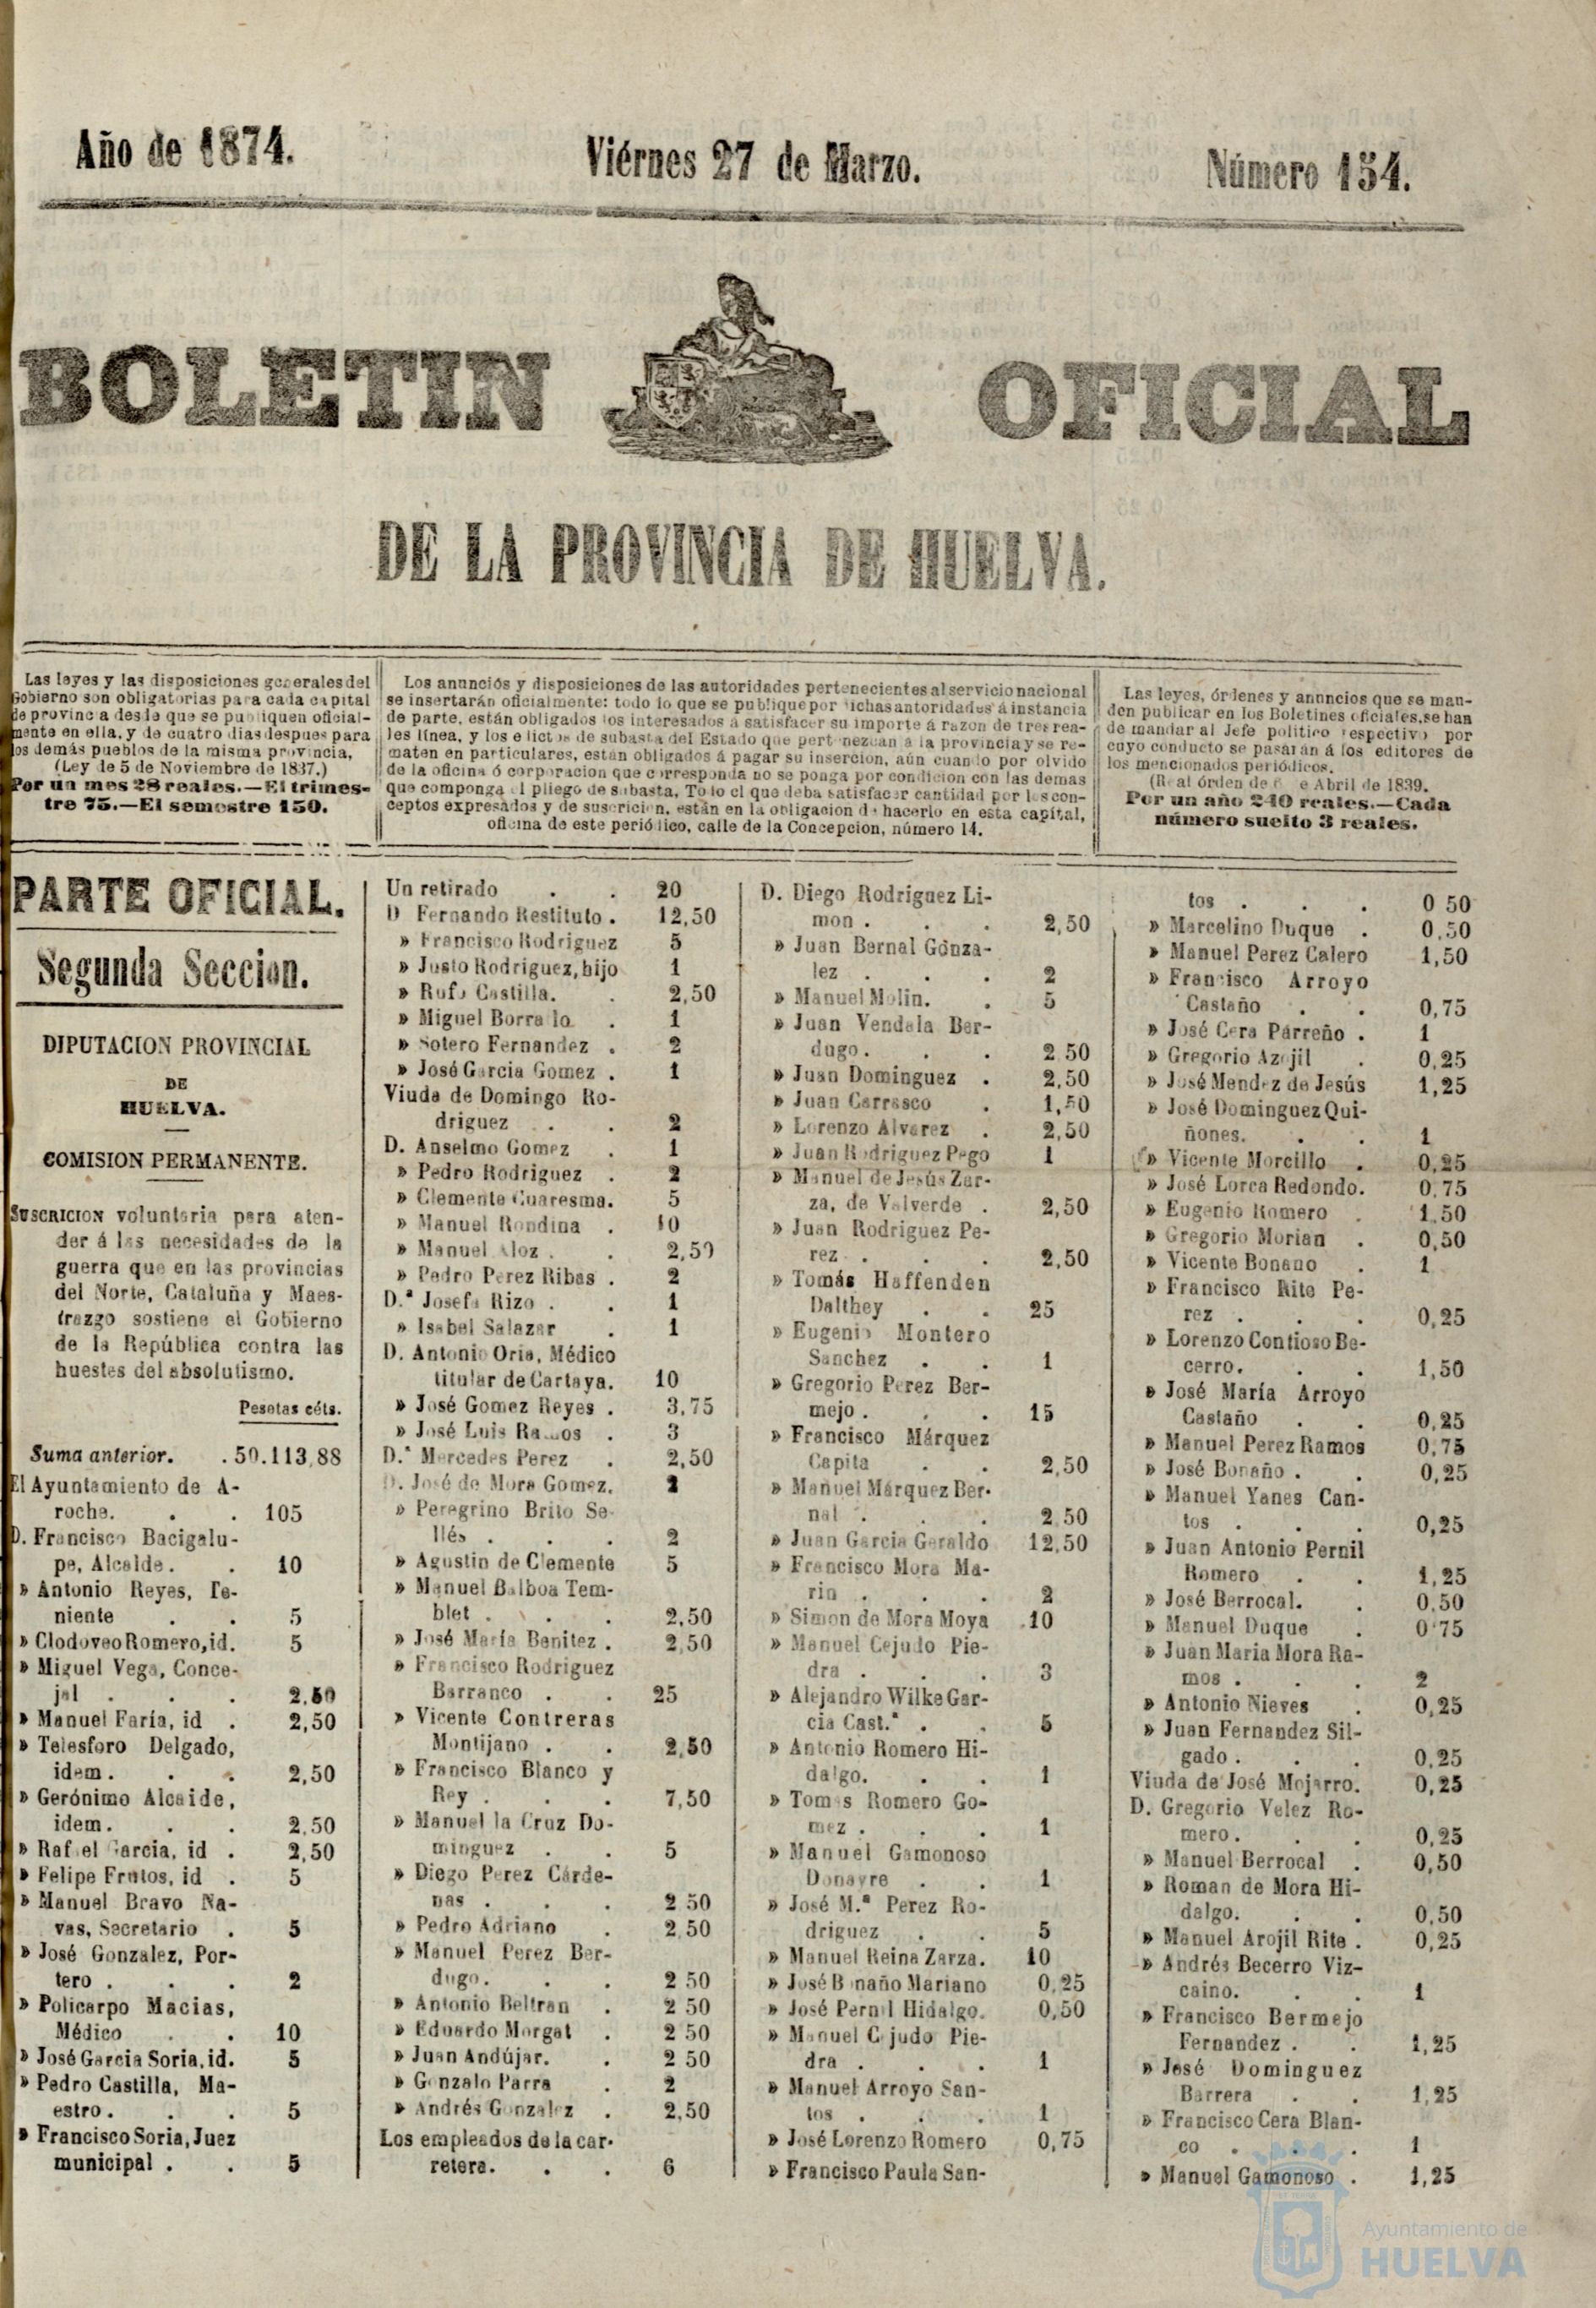 Año de 1874.
Viérnes 27 de Marzo.
Número 154.
BOLETIN OFICIAL
DE LA PROVINCIA DE HUELVA.
Las leyes y las disposiciones generales del
Gobierno son obligatorias para cada capital
de provincia desde que se publiquen oficial-
mente en ella, y de cuatro dias despues para
los demás pueblos de la misma provincia,
(Ley de 5 de Noviembre de 1837.)
Por un mes 28 reales.—El trimes-
tre 75.—El semestre 150.
Los anunciós y disposiciones de las autoridades pertenecientes al servicio nacional
se insertarán oficialmente: todo lo que se publique por dichas autoridades á instancia
de parte, están obligados los interesados á satisfacer su importe á razon de tres rea-
les línea, y los edictos de subasta del Estado que pertenezcan á la provincia y se re-
maten en particulares, están obligados á pagar su insercion, aún cuando por olvido
de la oficina ó corporacion que corresponda no se ponga por condicion con las demas
que componga el pliego de subasta. Todo el que deba satisfacer cantidad por los con-
ceptos expresados y de suscricion, están en la obligacion de hacerlo en esta capital,
oficina de este periódico, calle de la Concepcion, número 14.
Las leyes, órdenes y anuncios que se man-
den publicar en los Boletines oficiales, se han
de mandar al Jefe politico respectivo por
cuyo conducto se pasarán á los editores de
los mencionados periódicos.
(Real órden de e Abril de 1839.
Por un año 240 reales.—Cada
número suelto 3 reales.
PARTE OFICIAL.
Segunda Seccion.
DIPUTACION PROVINCIAL
DE
HUELVA.
COMISION PERMANENTE.
SUSCRICION voluntaria para aten-
der á las necesidades de la
guerra que en las provincias
del Norte, Cataluña y Maes-
trazgo sostiene el Gobierno
de la República contra las
huestes del absolutismo.
Pesetas céts.
Suma anterior. . 50.113,88
El Ayuntamiento de A-
roche. . . 105
D. Francisco Bacigalu-
pe, Alcalde. . 10
» Antonio Reyes, Te-
niente . . 5
» Clodoveo Romero, id. 5
» Miguel Vega, Conce-
jal . . . 2,50
» Manuel Faria, id . 2,50
» Telesforo Delgado,
idem. . . 2,50
» Gerónimo Alcaide,
idem. . . 2,50
» Rafael Garcia, id . 2,50
» Felipe Frutos, id . 5
» Manuel Bravo Na-
vas, Secretario . 5
» José Gonzalez, Por-
tero . . . 2
» Policarpo Macias,
Médico . . 10
» José Garcia Soria, id. 5
» Pedro Castilla, Ma-
estro. . . 5
» Francisco Soria, Juez
municipal . . 5
Un retirado . . 20
D Fernando Restituto . 12,50
» Francisco Rodriguez 5
» Justo Rodriguez, hijo 1
» Rufo Castilla. . 2,50
» Miguel Borrallo . 1
» Sotero Fernandez . 2
» José Garcia Gomez . 1
Viuda de Domingo Ro-
driguez . . 2
D. Anselmo Gomez . 1
» Pedro Rodriguez . 2
» Clemente Cuaresma. 5
» Manuel Rondina . 10
» Manuel . . 2,50
» Pedro Perez Ribas . 2
D.ª Josefa Rizo . . 1
» Isabel Salazar . 1
D. Antonio Oria, Médico
titular de Cartaya. 10
» José Gomez Reyes . 3,75
» José Luis Ramos . 3
D.ª Mercedes Perez . 2,50
D. José de Mora Gomez. 2
» Peregrino Brito Se-
llés . . . 2
» Agustin de Clemente 5
» Manuel Balboa Tem-
blet . . . 2,50
» José María Benitez . 2,50
» Francisco Rodriguez
Barranco . . 25
» Vicente Contreras
Montijano . . 2,50
» Francisco Blanco y
Rey . . . 7,50
» Manuel la Cruz Do-
minguez . . 5
» Diego Perez Cárde-
nas . . . 2 50
» Pedro Adriano . 2,50
» Manuel Perez Ber-
dugo. . . 2 50
» Antonio Beltran . 2 50
» Eduardo Morgat . 2 50
» Juan Andújar. . 2 50
» Gonzalo Parra . 2
» Andrés Gonzalez . 2,50
Los empleados de la car-
retera. . . 6
D. Diego Rodriguez Li-
mon . . . 2,50
» Juan Bernal Gonza-
lez . . . 2
» Manuel Molin. . 5
» Juan Vendala Ber-
dugo. . . 2 50
» Juan Dominguez . 2,50
» Juan Carrasco . 1,50
» Lorenzo Alvarez . 2,50
» Juan Rodriguez Pego 1
» Manuel de Jesús Zar-
za, de Valverde . 2,50
» Juan Rodriguez Pe-
rez . . . 2,50
» Tomás Haffenden
Dalthey . . 25
» Eugenio Montero
Sanchez . . 1
» Gregorio Perez Ber-
mejo . . . 15
» Francisco Márquez
Capita . . 2,50
» Manuel Márquez Ber-
nal . . . 2 50
» Juan Garcia Geraldo 12,50
» Francisco Mora Ma-
rin . . . 2
» Simon de Mora Moya 10
» Manuel Cejudo Pie-
dra . . . 3
» Alejandro Wilke Gar-
cia Cast.ª . . 5
» Antonio Romero Hi-
dalgo. . . 1
» Tomas Romero Go-
mez . . . 1
» Manuel Gamonoso
Donayre . . 1
» José M.ª Perez Ro-
driguez . . 5
» Manuel Reina Zarza. 10
» José Bonaño Mariano 0,25
» José Pernil Hidalgo. 0,50
» Manuel Cejudo Pie-
dra . . . 1
» Manuel Arroyo San-
tos . . . 1
» José Lorenzo Romero 0,75
» Francisco Paula San-
tos . . . 0 50
» Marcelino Duque . 0,50
» Manuel Perez Calero 1,50
» Francisco Arroyo
Castaño . . 0,75
» José Cera Parreño . 1
» Gregorio Azojil . 0,25
» José Mendez de Jesús 1,25
» José Dominguez Qui-
ñones. . . 1
» Vicente Morcillo . 0,25
» José Lorca Redondo. 0,75
» Eugenio Romero . 1,50
» Gregorio Morian . 0,50
» Vicente Bonano . 1
» Francisco Rite Pe-
rez . . . 0,25
» Lorenzo Contioso Be-
cerro. . . 1,50
» José María Arroyo
Castaño . . 0,25
» Manuel Perez Ramos 0,75
» José Bonaño . . 0,25
» Manuel Yanes Can-
tos . . . 0,25
» Juan Antonio Pernil
Romero . . 1,25
» José Berrocal. . 0,50
» Manuel Duque . 0'75
» Juan Maria Mora Ra-
mos . . . 2
» Antonio Nieves . 0,25
» Juan Fernandez Sil-
gado . . . 0,25
Viuda de José Mojarro. 0,25
D. Gregorio Velez Ro-
mero. . . 0,25
» Manuel Berrocal . 0,50
» Roman de Mora Hi-
dalgo. . . 0,50
» Manuel Arojil Rite . 0,25
» Andrés Becerro Viz-
caino. . . 1
» Francisco Bermejo
Fernandez . . 1,25
» José Dominguez
Barrera . . 1,25
» Francisco Cera Blan-
co . . . 1
» Manuel Gamonoso . 1,25
Ayuntamiento de
HUELVA